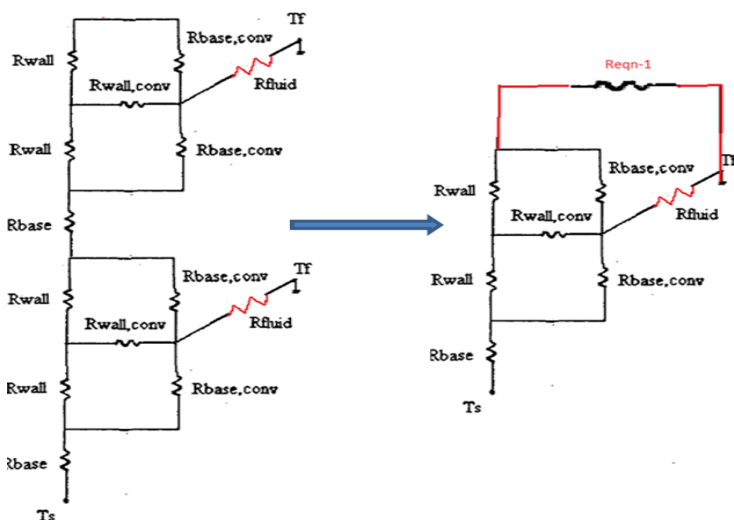 Tf
Rbase,conv
Rwall
Rwall,conv
Rfluid
Rwall
Rbase,conv
Rbase
Tf
Rbase,conv
Rwall
Rwall,conv
Rfluid
Rwall
Rbase,conv
Rbase
Ts
Reqn-1
Tf
Rbase,conv
Rwall
Rwall,conv
Rfluid
Rwall
Rbase,conv
Rbase
Ts